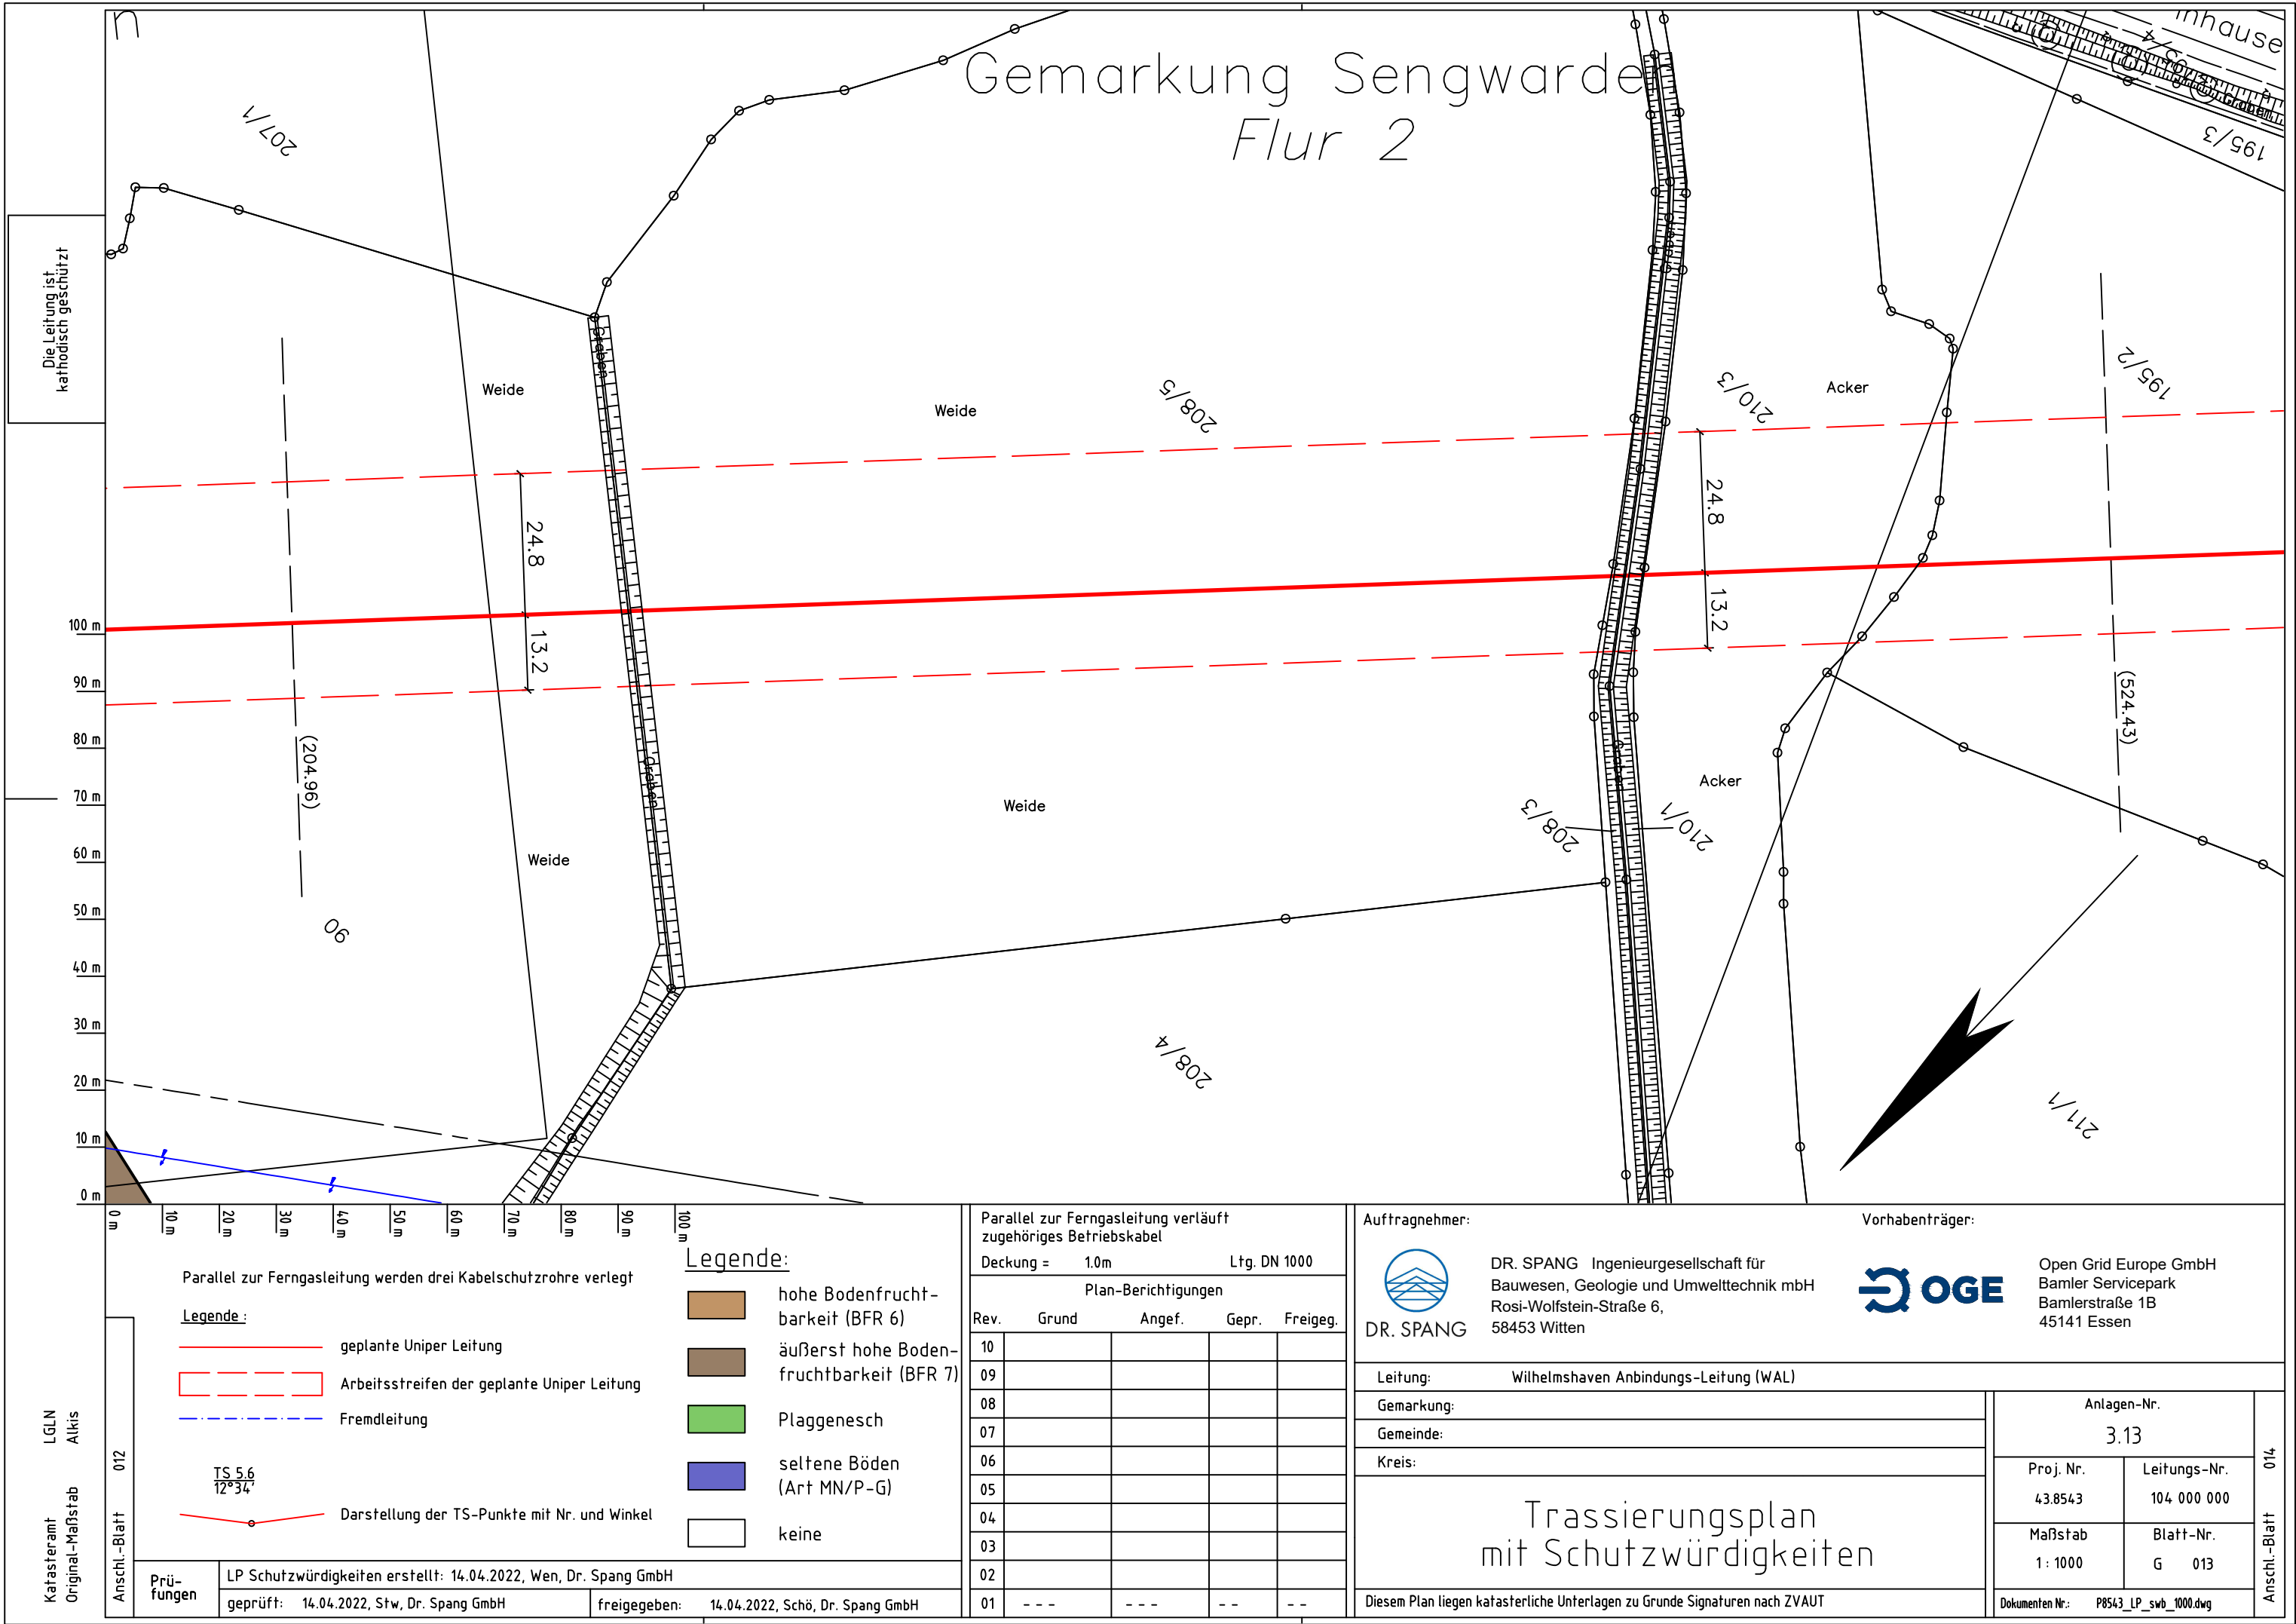 n
Gemarkung Sengwarden
Flur 2
inhause
Graben
195/3
207/1
Die Leitung ist
kathodisch geschützt
Graben
Graben
Weide
Weide
208/5
210/3
Acker
195/2
24.8
13.2
24.8
13.2
(204.96)
(524.43)
Graben
Graben
Weide
Weide
Acker
208/3
210/1
90
208/4
211/1
100 m
90 m
80 m
70 m
60 m
50 m
40 m
30 m
20 m
10 m
0 m
0 m
10 m
20 m
30 m
40 m
50 m
60 m
70 m
80 m
90 m
100 m
Parallel zur Ferngasleitung werden drei Kabelschutzrohre verlegt
Legende :
geplante Uniper Leitung
Arbeitsstreifen der geplante Uniper Leitung
Fremdleitung
TS 5.6
12°34'
Darstellung der TS-Punkte mit Nr. und Winkel
Legende:
hohe Bodenfrucht-
barkeit (BFR 6)
äußerst hohe Boden-
fruchtbarkeit (BFR 7)
Plaggenesch
seltene Böden
(Art MN/P-G)
keine
Katasteramt LGLN
Original-Maßstab Alkis
Anschl.-Blatt 012
Prü-
fungen
LP Schutzwürdigkeiten erstellt: 14.04.2022, Wen, Dr. Spang GmbH
geprüft: 14.04.2022, Stw, Dr. Spang GmbH
freigegeben: 14.04.2022, Schö, Dr. Spang GmbH
Parallel zur Ferngasleitung verläuft
zugehöriges Betriebskabel
Deckung = 1.0m Ltg. DN 1000
Plan-Berichtigungen
Rev. Grund Angef. Gepr. Freigeg.
10
09
08
07
06
05
04
03
02
01 - - - - - - - - - -
Auftragnehmer:
DR. SPANG
DR. SPANG Ingenieurgesellschaft für
Bauwesen, Geologie und Umwelttechnik mbH
Rosi-Wolfstein-Straße 6,
58453 Witten
Vorhabenträger:
OGE
Open Grid Europe GmbH
Bamler Servicepark
Bamlerstraße 1B
45141 Essen
Leitung: Wilhelmshaven Anbindungs-Leitung (WAL)
Gemarkung:
Gemeinde:
Kreis:
Trassierungsplan
mit Schutzwürdigkeiten
Diesem Plan liegen katasterliche Unterlagen zu Grunde Signaturen nach ZVAUT
Anlagen-Nr.
3.13
Proj. Nr.
43.8543
Leitungs-Nr.
104 000 000
Maßstab
1 : 1000
Blatt-Nr.
G 013
Dokumenten Nr.: P8543_LP_swb_1000.dwg
Anschl.-Blatt 014